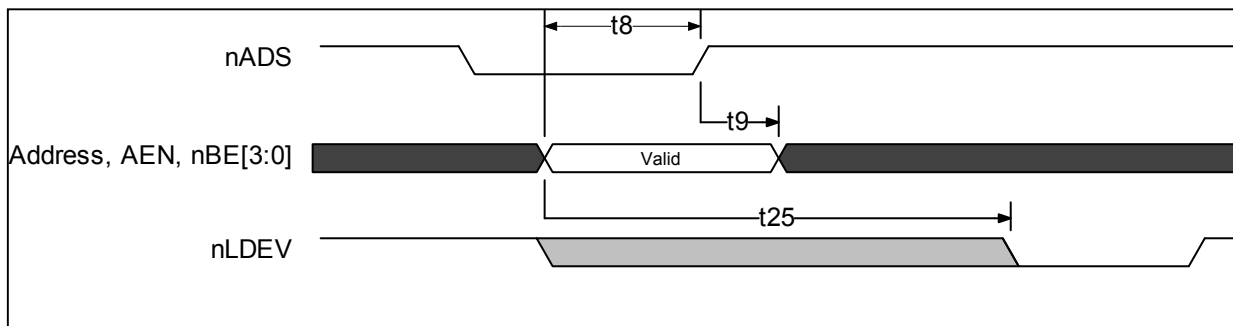 t8
nADS
t9
Address, AEN, nBE[3:0]
Valid
t25
nLDEV